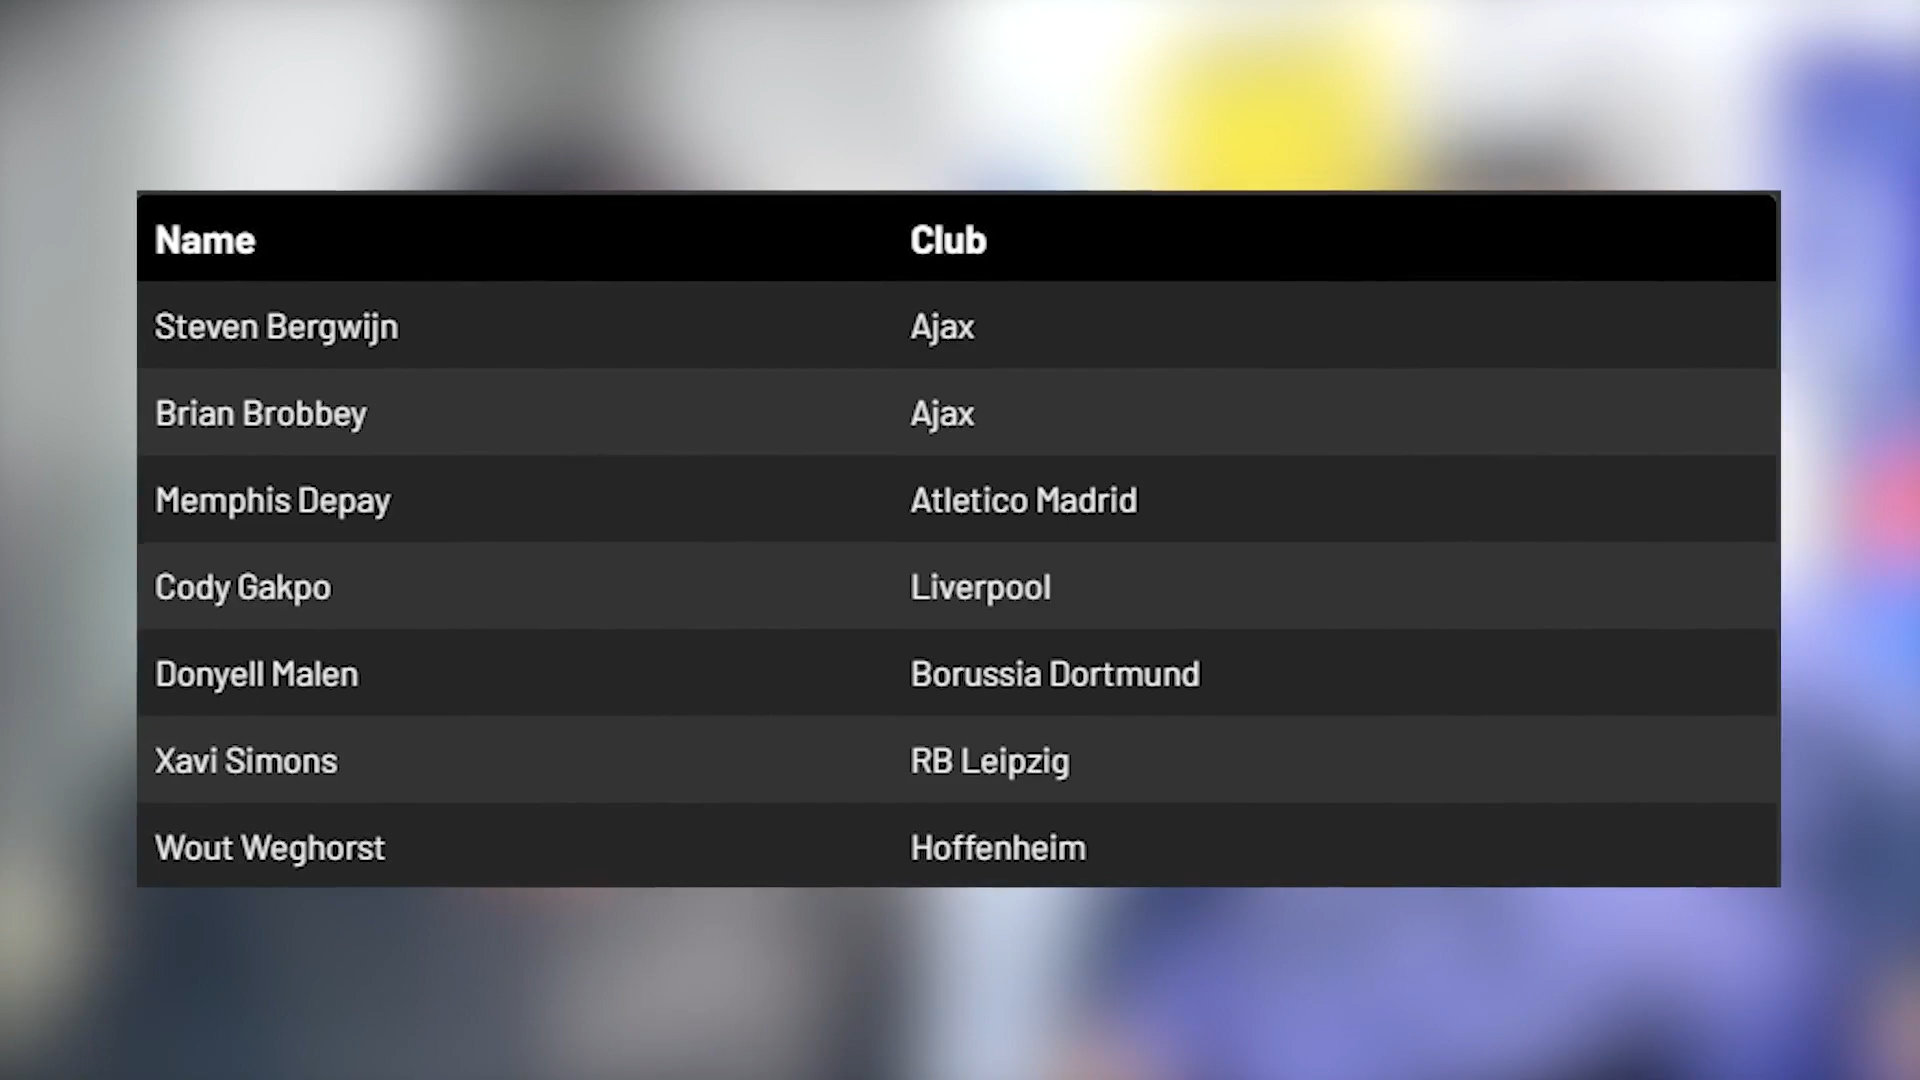 Name Club
Steven Bergwijn Ajax
Brian Brobbey Ajax
Memphis Depay Atletico Madrid
Cody Gakpo Liverpool
Donyell Malen Borussia Dortmund
Xavi Simons RB Leipzig
Wout Weghorst Hoffenheim